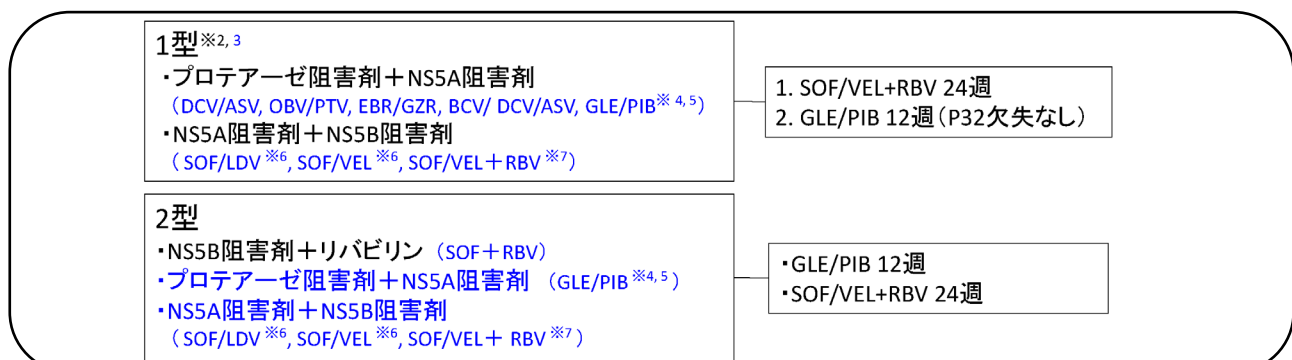 1型※2, 3
・プロテアーゼ阻害剤＋NS5A阻害剤
（DCV/ASV, OBV/PTV, EBR/GZR, BCV/ DCV/ASV, GLE/PIB※ 4, 5）
・NS5A阻害剤＋NS5B阻害剤
（ SOF/LDV ※6, SOF/VEL ※6, SOF/VEL＋RBV ※7）
1. SOF/VEL+RBV 24週
2. GLE/PIB 12週（P32欠失なし）
2型
・NS5B阻害剤＋リバビリン （SOF＋RBV）
・プロテアーゼ阻害剤＋NS5A阻害剤 （GLE/PIB ※4, 5）
・NS5A阻害剤＋NS5B阻害剤
（ SOF/LDV ※6, SOF/VEL ※6, SOF/VEL＋ RBV ※7）
・GLE/PIB 12週
・SOF/VEL+RBV 24週